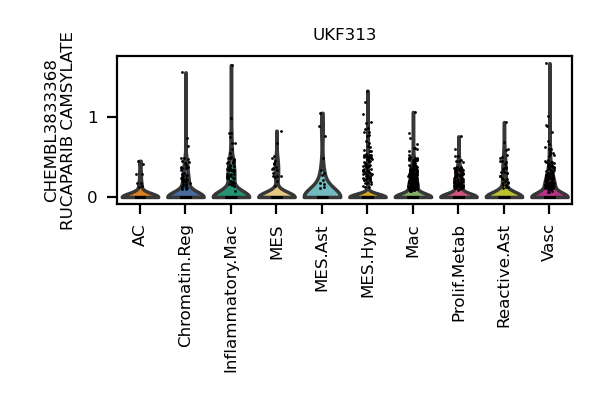 UKF313
CHEMBL3833368
RUCAPARIB CAMSYLATE
1
0
AC
Chromatin.Reg
Inflammatory.Mac
MES
MES.Ast
MES.Hyp
Mac
Prolif.Metab
Reactive.Ast
Vasc